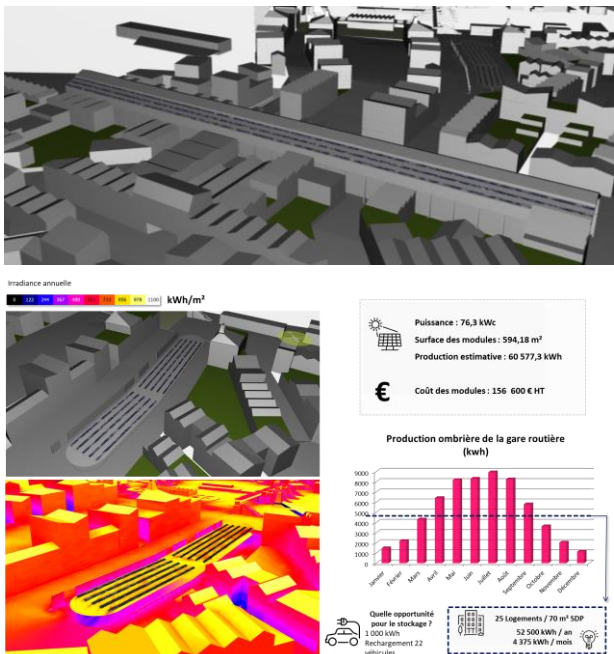 Irradiance annuelle
0 122 244 367 489 611 733 856 978 1100 kWh/m²
Puissance : 76,3 kWc
Surface des modules : 594,18 m²
Production estimative : 60 577,3 kWh
€ Coût des modules : 156 600 € HT
Production ombrière de la gare routière
(kwh)
9000
8000
7000
6000
5000
4000
3000
2000
1000
0
Janvier
Février
Mars
Avril
Mai
Juin
Juillet
Août
Septembre
Octobre
Novembre
Décembre
Quelle opportunité
pour le stockage ?
1 000 kWh
Rechargement 22
véhicules
25 Logements / 70 m² SDP
52 500 kWh / an
4 375 kWh / mois